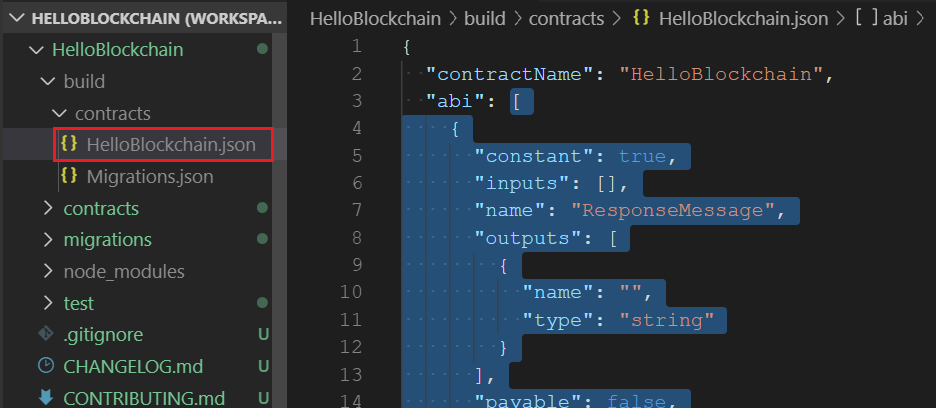 HELLOBLOCKCHAIN (WORKSPA...
HelloBlockchain
build
contracts
{} HelloBlockchain.json
{} Migrations.json
contracts
migrations
node_modules
test
.gitignore U
CHANGELOG.md U
CONTRIBUTING.md U
HelloBlockchain > build > contracts > {} HelloBlockchain.json > [ ] abi >
1 {
2 "contractName": "HelloBlockchain",
3 "abi": [
4 {
5 "constant": true,
6 "inputs": [],
7 "name": "ResponseMessage",
8 "outputs": [
9 {
10 "name": "",
11 "type": "string"
12 }
13 ],
14 "payable": false,